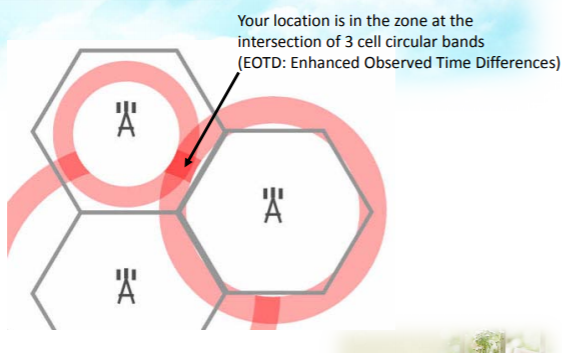 Your location is in the zone at the
intersection of 3 cell circular bands
(EOTD: Enhanced Observed Time Differences)